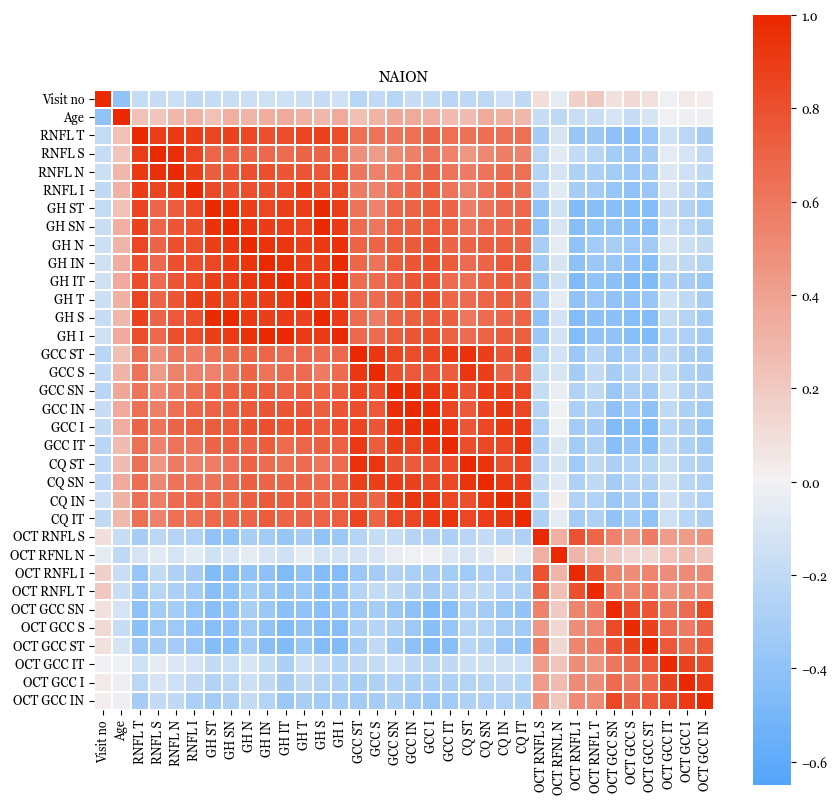 NAION
Visit no
Age
RNFL T
RNFL S
RNFL N
RNFL I
GH ST
GH SN
GH N
GH IN
GH IT
GH T
GH S
GH I
GCC ST
GCC S
GCC SN
GCC IN
GCC I
GCC IT
CQ ST
CQ SN
CQ IN
CQ IT
OCT RNFL S
OCT RFNL N
OCT RNFL I
OCT RNFL T
OCT GCC SN
OCT GCC S
OCT GCC ST
OCT GCC IT
OCT GCC I
OCT GCC IN
Visit no
Age
RNFL T
RNFL S
RNFL N
RNFL I
GH ST
GH SN
GH N
GH IN
GH IT
GH T
GH S
GH I
GCC ST
GCC S
GCC SN
GCC IN
GCC I
GCC IT
CQ ST
CQ SN
CQ IN
CQ IT
OCT RNFL S
OCT RFNL N
OCT RNFL I
OCT RNFL T
OCT GCC SN
OCT GCC S
OCT GCC ST
OCT GCC IT
OCT GCC I
OCT GCC IN
1.0
0.8
0.6
0.4
0.2
0.0
−0.2
−0.4
−0.6